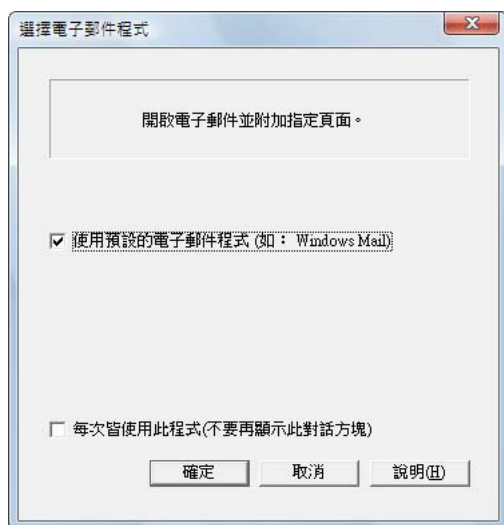 選擇電子郵件程式
開啟電子郵件並附加指定頁面。
使用預設的電子郵件程式 (如： Windows Mail)
每次皆使用此程式(不要再顯示此對話方塊)
確定 取消 說明(H)